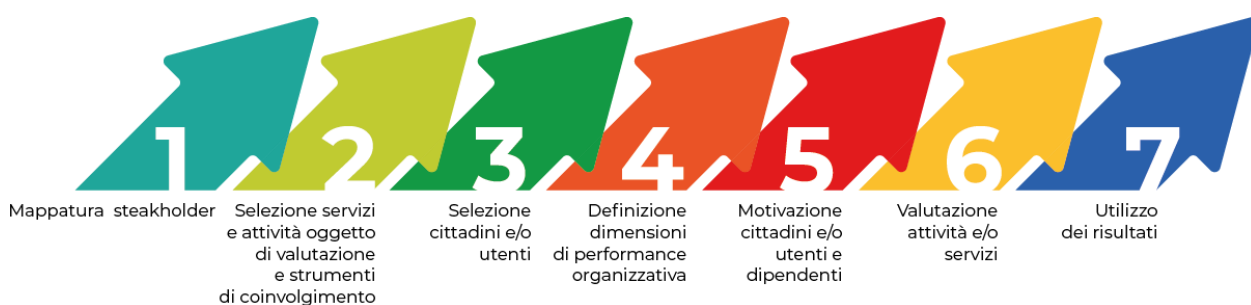 1
Mappatura steakholder
2
Selezione servizi
e attività oggetto
di valutazione
e strumenti
di coinvolgimento
3
Selezione
cittadini e/o
utenti
4
Definizione
dimensioni
di performance
organizzativa
5
Motivazione
cittadini e/o
utenti e
dipendenti
6
Valutazione
attività e/o
servizi
7
Utilizzo
dei risultati